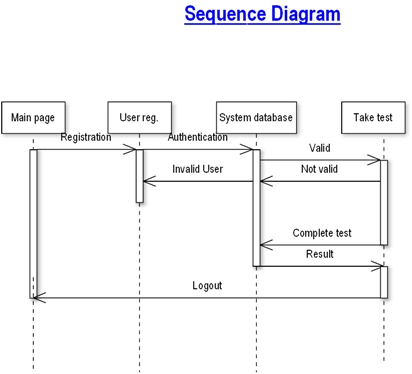 Sequence Diagram
Main page
User reg.
System database
Take test
Registration
Authentication
Valid
Invalid User
Not valid
Complete test
Result
Logout